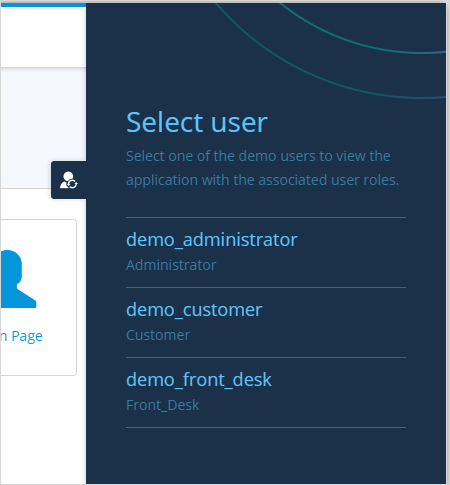 Select user
Select one of the demo users to view the
application with the associated user roles.
demo_administrator
Administrator
demo_customer
Customer
demo_front_desk
Front_Desk
n Page